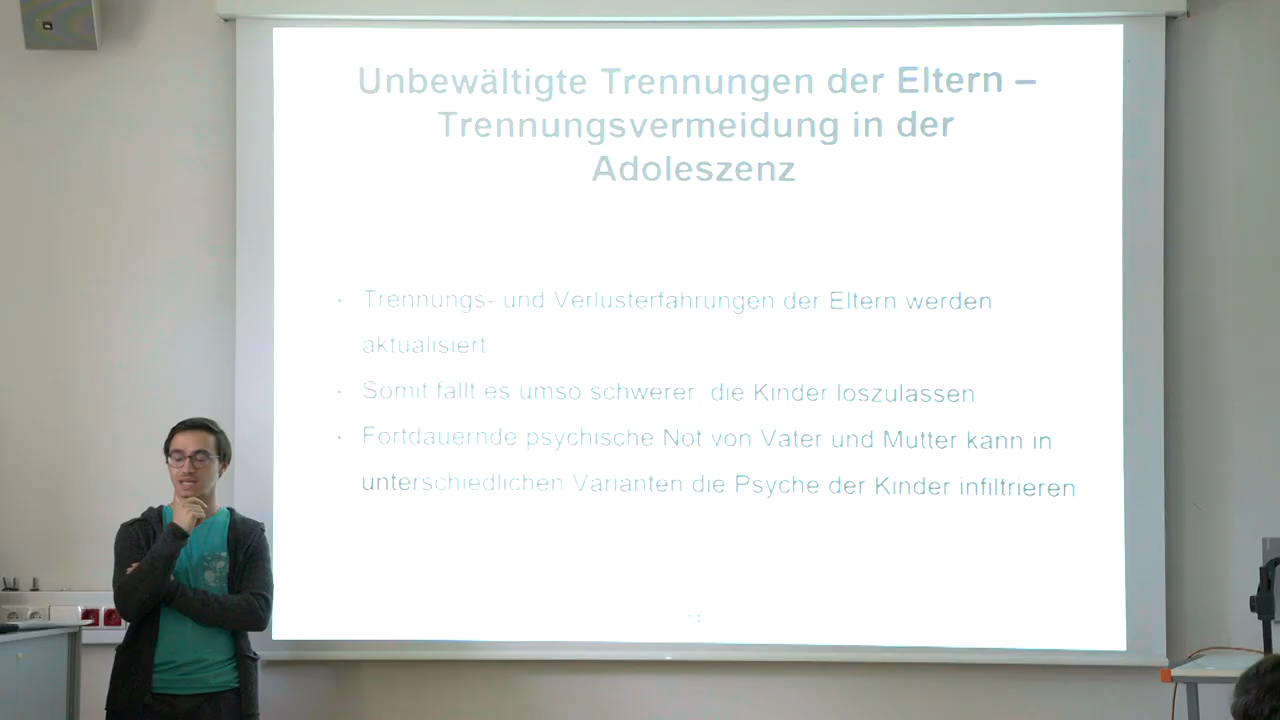 Unbewältigte Trennungen der Eltern –
Trennungsvermeidung in der
Adoleszenz
• Trennungs- und Verlusterfahrungen der Eltern werden
aktualisiert
• Somit fällt es umso schwerer, die Kinder loszulassen
• Fortdauernde psychische Not von Vater und Mutter kann in
unterschiedlichen Varianten die Psyche der Kinder infiltrieren